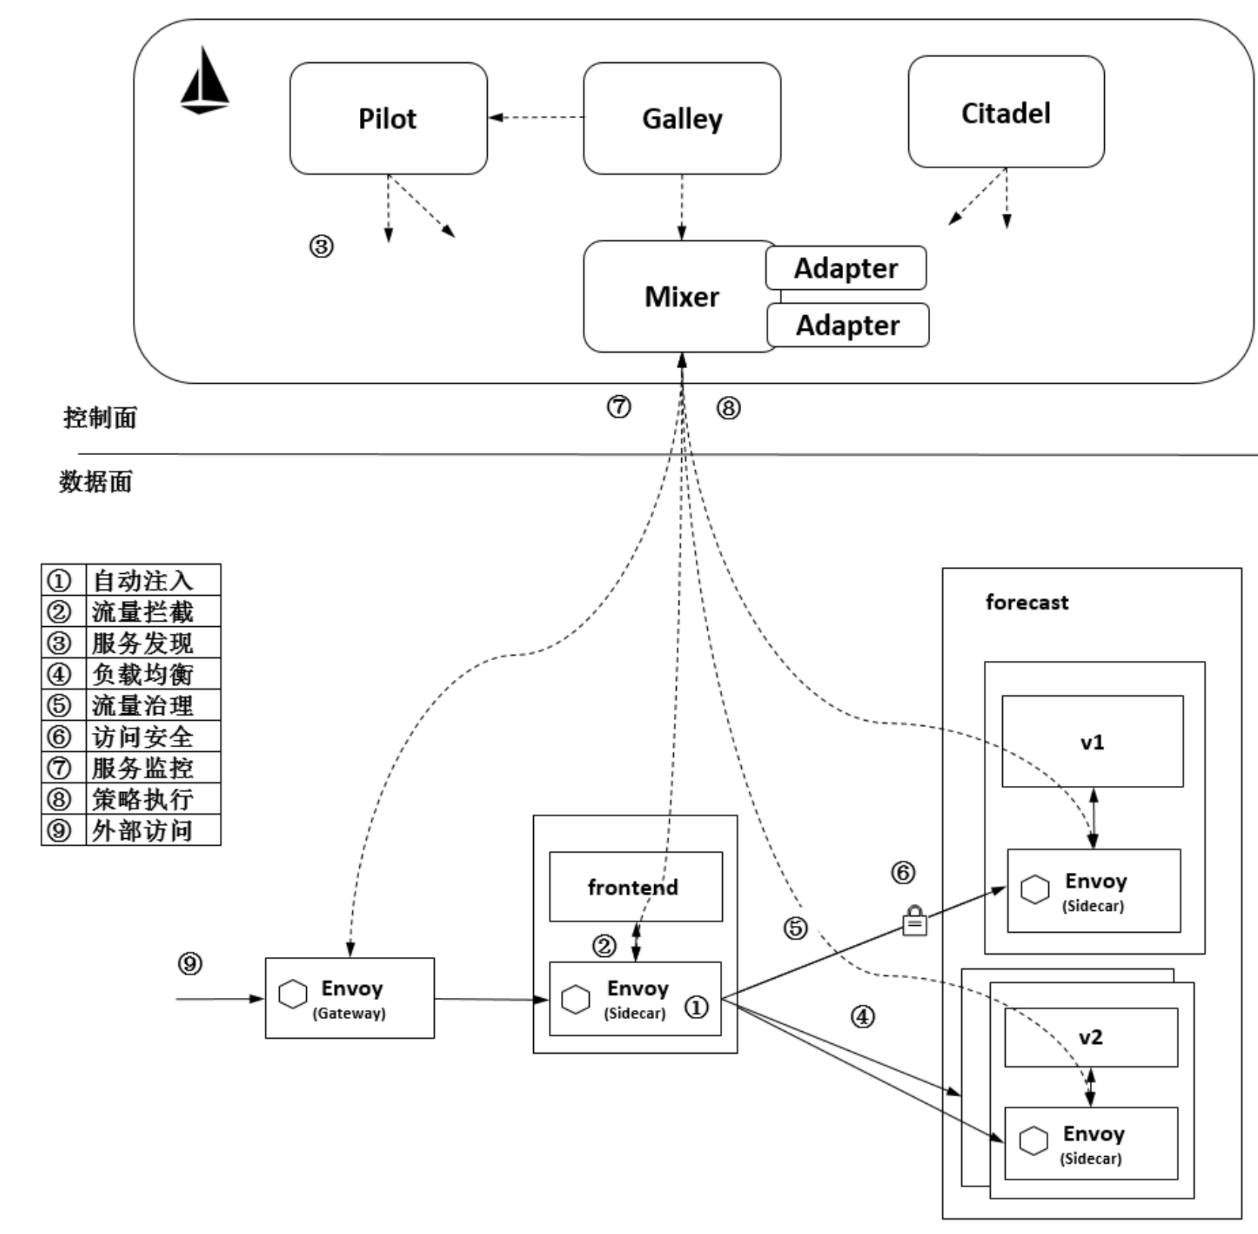 Pilot
Galley
Citadel
③
Mixer
Adapter
Adapter
⑦
⑧
控制面
数据面
① 自动注入
② 流量拦截
③ 服务发现
④ 负载均衡
⑤ 流量治理
⑥ 访问安全
⑦ 服务监控
⑧ 策略执行
⑨ 外部访问
forecast
v1
Envoy
(Sidecar)
⑥
frontend
②
⑤
⑨
Envoy
(Gateway)
Envoy
(Sidecar)
①
④
v2
Envoy
(Sidecar)